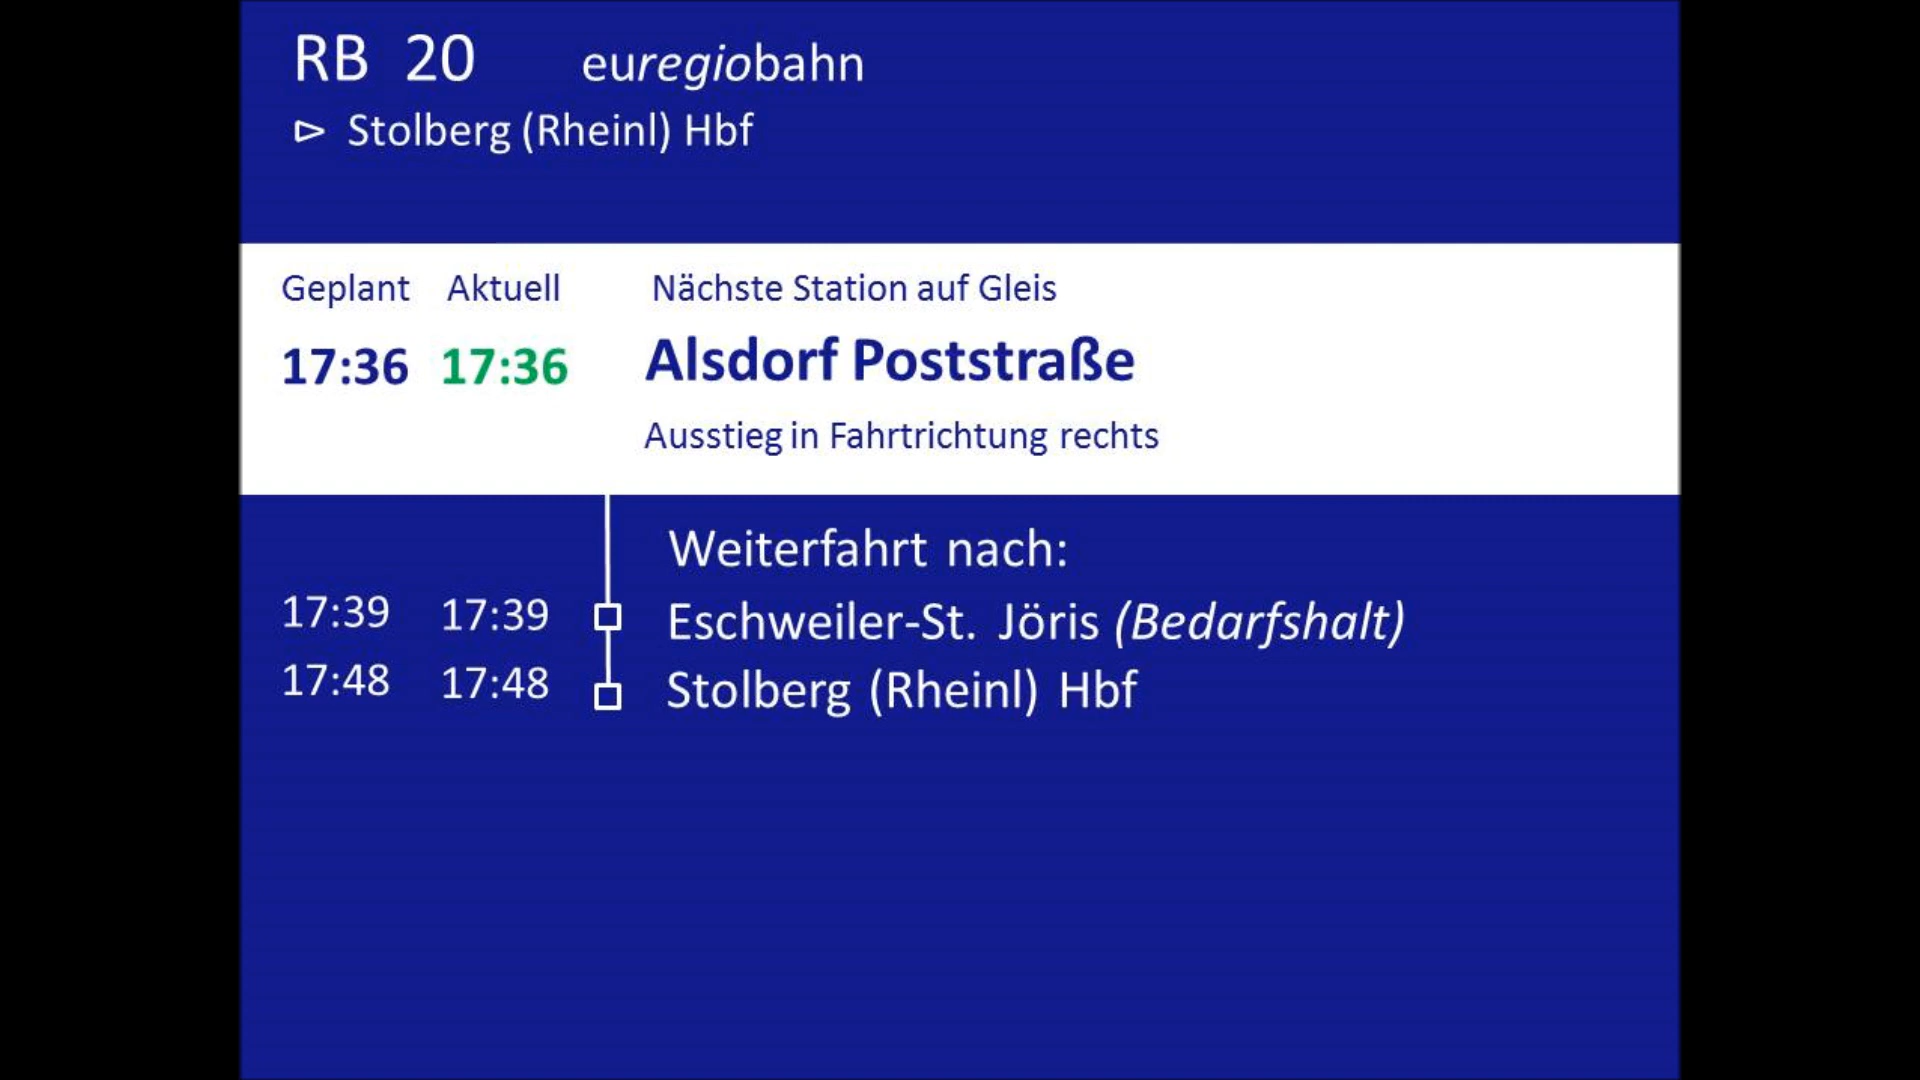 RB 20 euregiobahn
▻ Stolberg (Rheinl) Hbf
Geplant Aktuell Nächste Station auf Gleis
17:36 17:36 Alsdorf Poststraße
Ausstieg in Fahrtrichtung rechts
Weiterfahrt nach:
17:39 17:39 Eschweiler-St. Jöris (Bedarfshalt)
17:48 17:48 Stolberg (Rheinl) Hbf